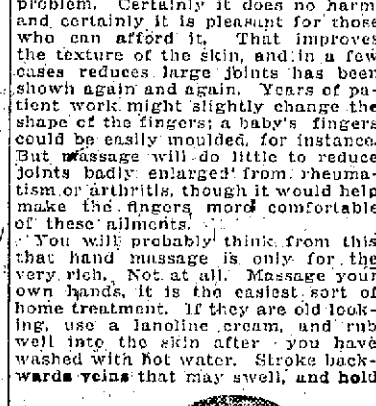 problem. Certainly it does no harm
and certainly it is pleasant for those
who can afford it. That improves
the texture of the skin, and in a few
cases reduces large joints has been
shown again and again. Years of pa-
tient work might slightly change the
shape of the fingers; a baby's fingers
could be easily moulded, for instance.
But massage will do little to reduce
joints badly enlarged from rheuma-
tism or arthritis, though it would help
make the fingers more comfortable
of these ailments.
You will probably think from this
that hand massage is only for the
very rich. Not at all. Massage your
own hands, it is the easiest sort of
home treatment. If they are old look-
ing, use a lanoline cream, and rub
well into the skin after you have
washed with hot water. Stroke back-
wards veins that may swell, and hold